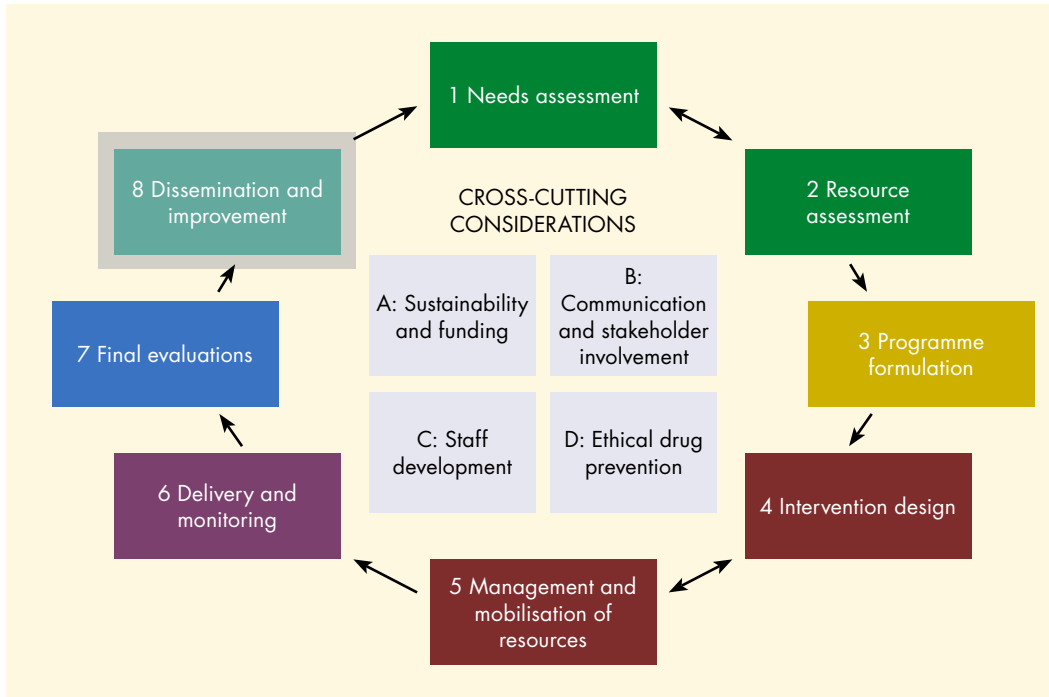 1 Needs assessment
2 Resource
assessment
3 Programme
formulation
4 Intervention design
5 Management and
mobilisation of
resources
6 Delivery and
monitoring
7 Final evaluations
8 Dissemination and
improvement
CROSS-CUTTING
CONSIDERATIONS
A: Sustainability
and funding
B:
Communication
and stakeholder
involvement
C: Staff
development
D: Ethical drug
prevention